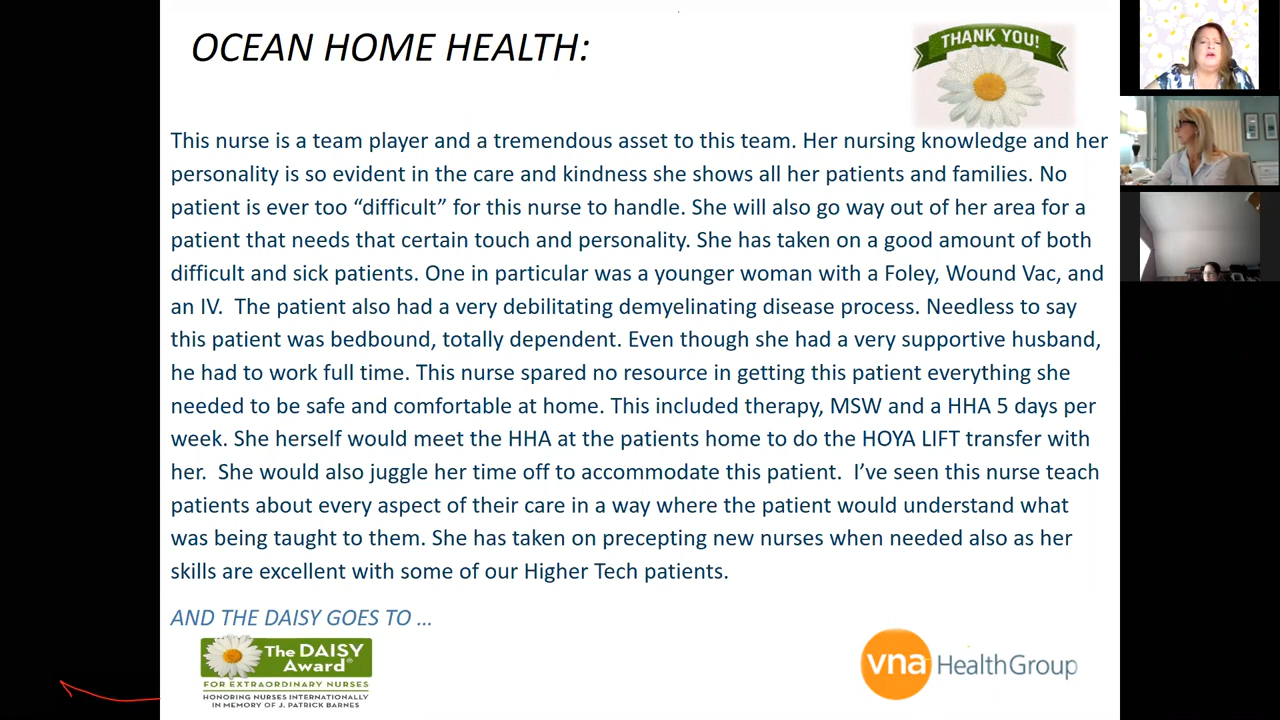 OCEAN HOME HEALTH:
THANK YOU!
This nurse is a team player and a tremendous asset to this team. Her nursing knowledge and her
personality is so evident in the care and kindness she shows all her patients and families. No
patient is ever too “difficult” for this nurse to handle. She will also go way out of her area for a
patient that needs that certain touch and personality. She has taken on a good amount of both
difficult and sick patients. One in particular was a younger woman with a Foley, Wound Vac, and
an IV.  The patient also had a very debilitating demyelinating disease process. Needless to say
this patient was bedbound, totally dependent. Even though she had a very supportive husband,
he had to work full time. This nurse spared no resource in getting this patient everything she
needed to be safe and comfortable at home. This included therapy, MSW and a HHA 5 days per
week. She herself would meet the HHA at the patients home to do the HOYA LIFT transfer with
her.  She would also juggle her time off to accommodate this patient.  I’ve seen this nurse teach
patients about every aspect of their care in a way where the patient would understand what
was being taught to them. She has taken on precepting new nurses when needed also as her
skills are excellent with some of our Higher Tech patients.
AND THE DAISY GOES TO …
The DAISY
Award®
FOR EXTRAORDINARY NURSES
HONORING NURSES INTERNATIONALLY
IN MEMORY OF J. PATRICK BARNES
vna HealthGroup